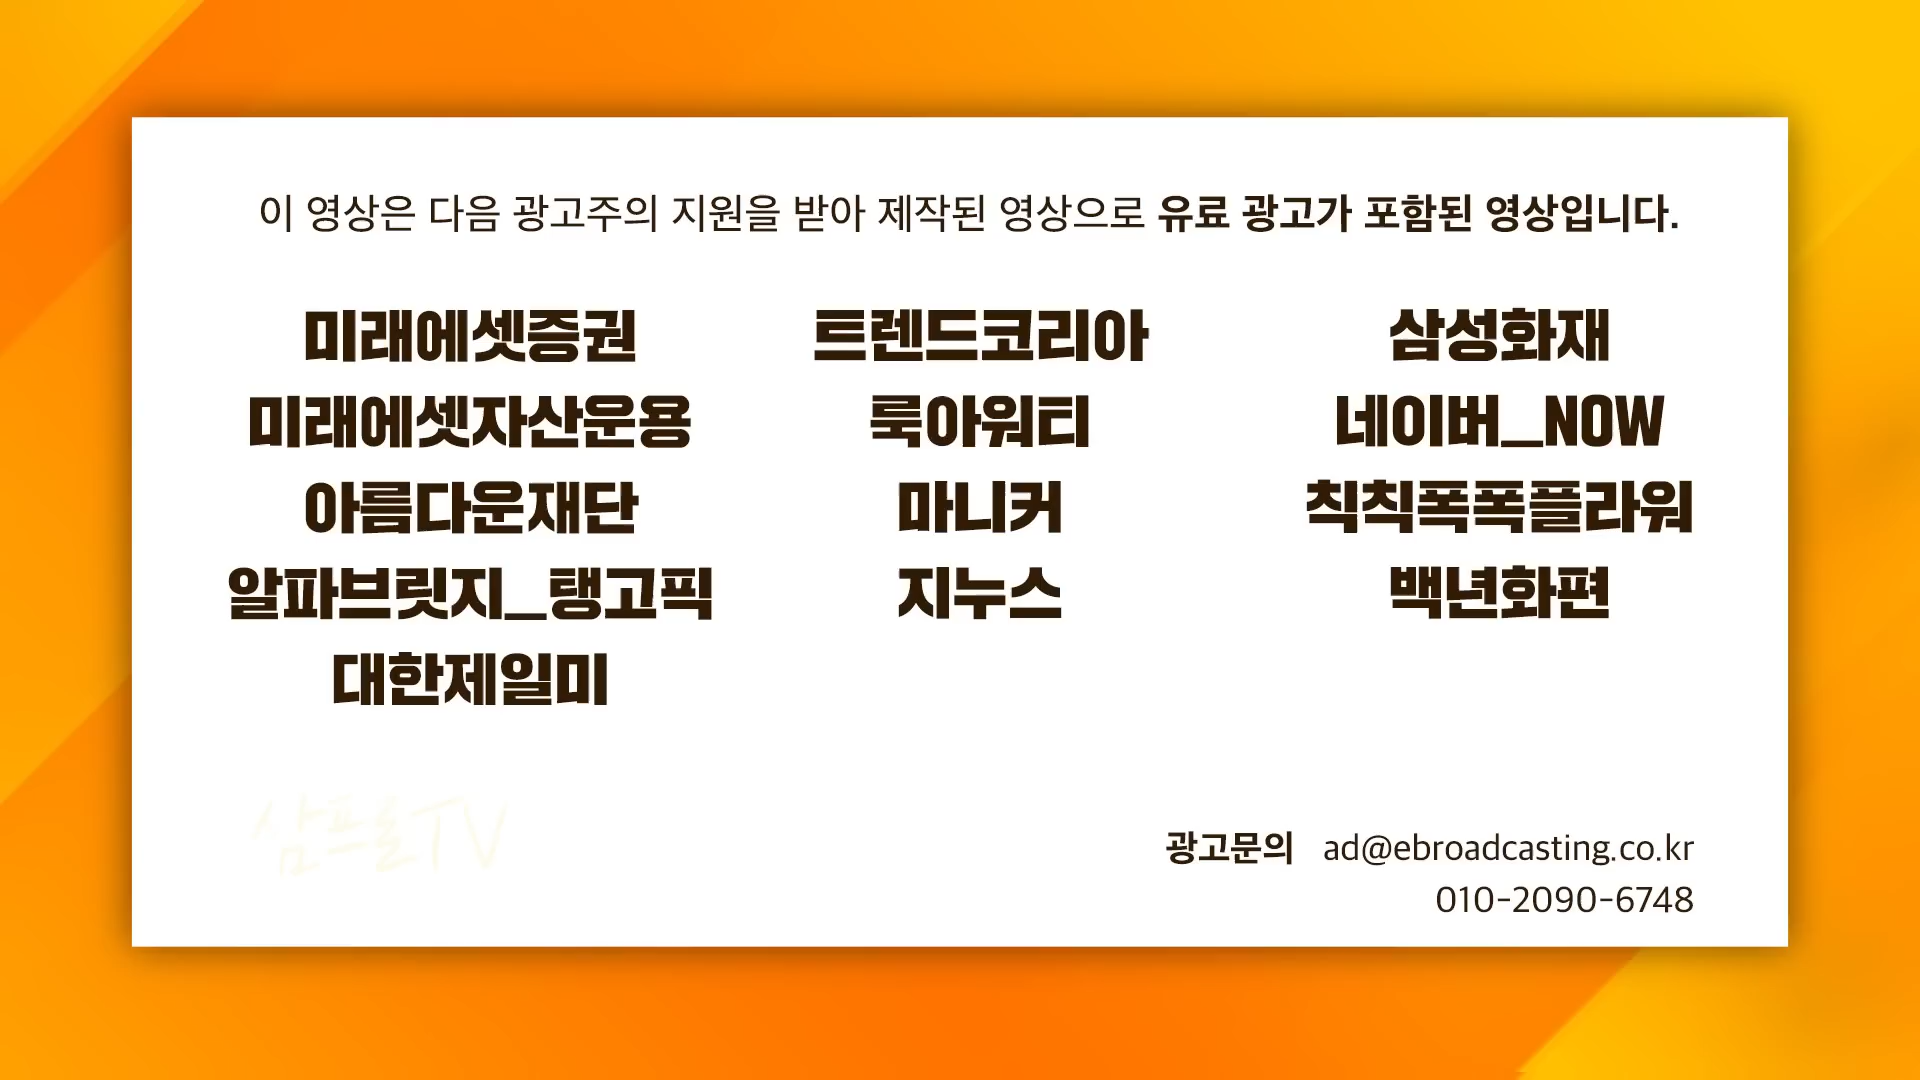 이 영상은 다음 광고주의 지원을 받아 제작된 영상으로 유료 광고가 포함된 영상입니다.
미래에셋증권
미래에셋자산운용
아름다운재단
알파브릿지_탱고픽
대한제일미
트렌드코리아
룩아워티
마니커
지누스
삼성화재
네이버_NOW
칙칙폭폭플라워
백년화편
삼프로TV
광고문의 ad@ebroadcasting.co.kr
010-2090-6748